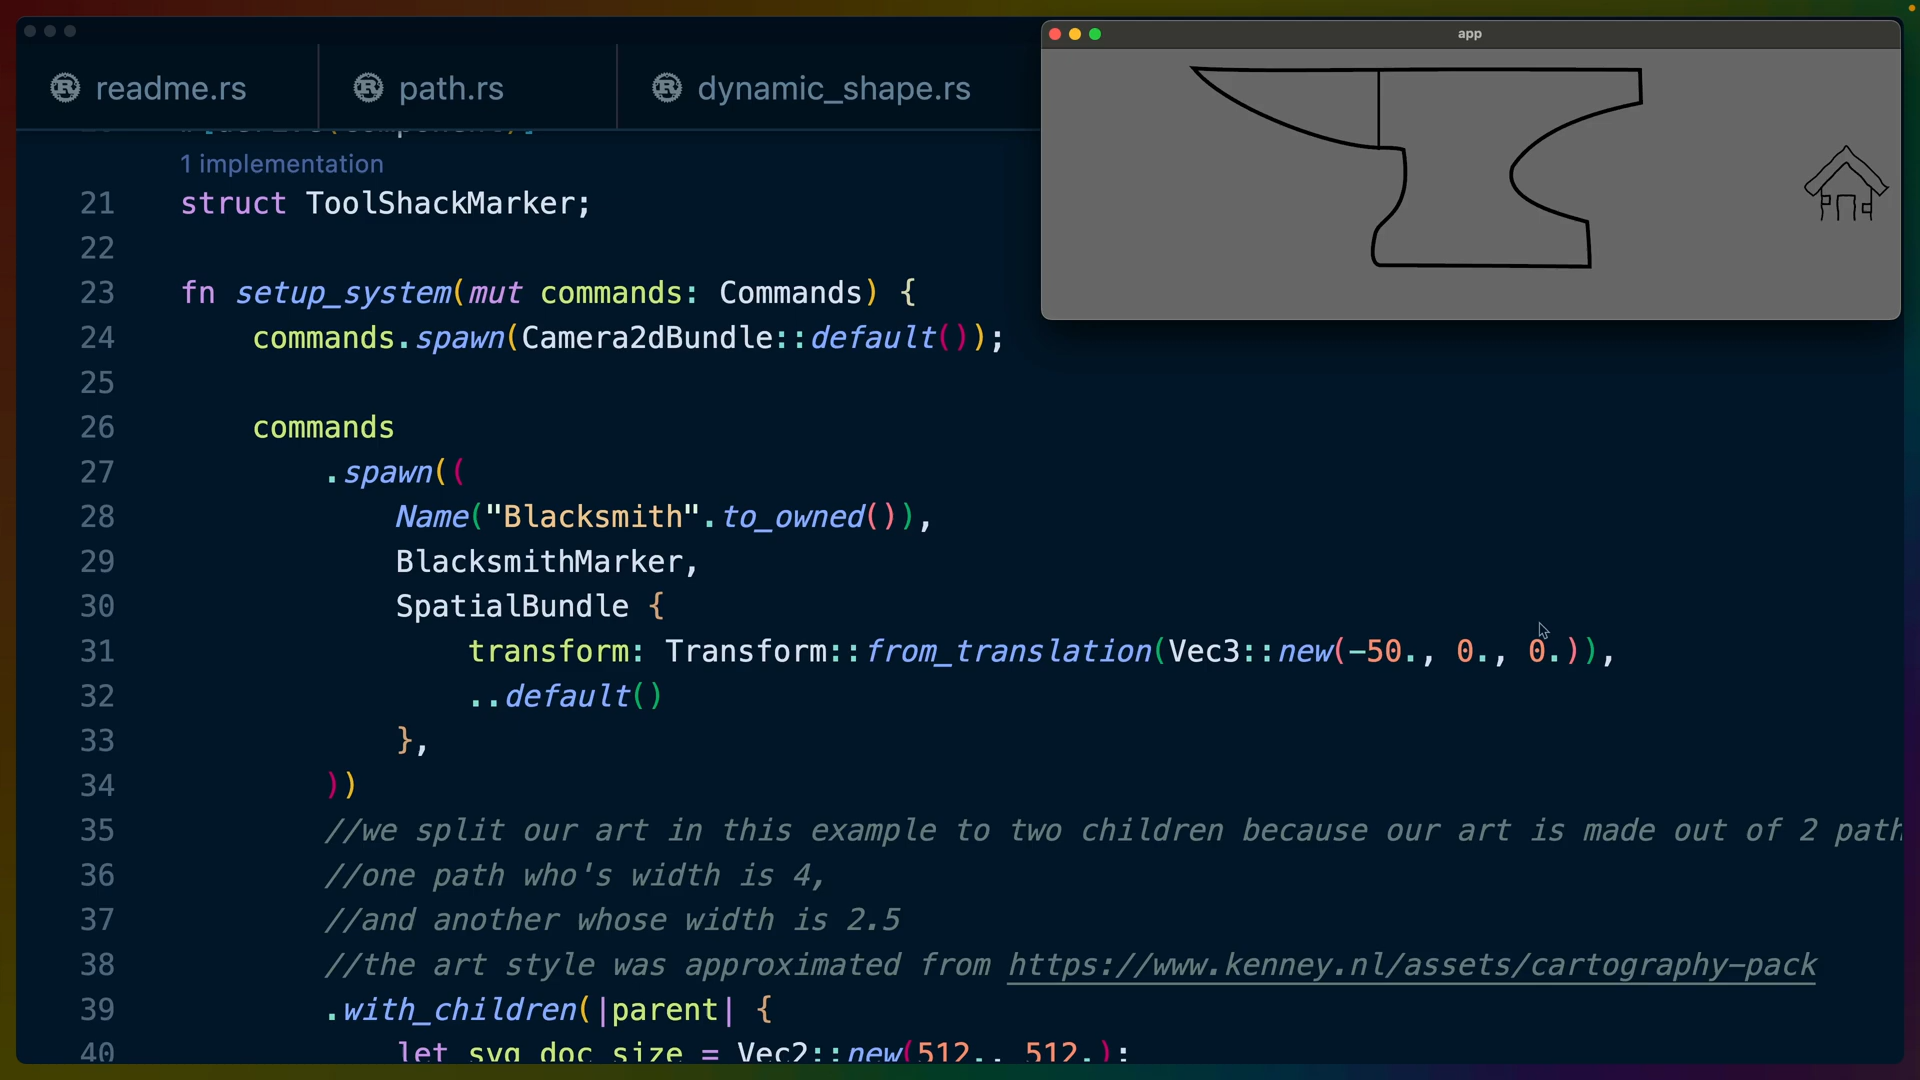 readme.rs
path.rs
dynamic_shape.rs
app
1 implementation
21 struct ToolShackMarker;
22
23 fn setup_system(mut commands: Commands) {
24 commands.spawn(Camera2dBundle::default());
25
26 commands
27 .spawn((
28 Name("Blacksmith".to_owned()),
29 BlacksmithMarker,
30 SpatialBundle {
31 transform: Transform::from_translation(Vec3::new(-50., 0., 0.)),
32 ..default()
33 },
34 ))
35 //we split our art in this example to two children because our art is made out of 2 path
36 //one path who's width is 4,
37 //and another whose width is 2.5
38 //the art style was approximated from https://www.kenney.nl/assets/cartography-pack
39 .with_children(|parent| {
40 let svg_doc_size = Vec2::new(512., 512.);